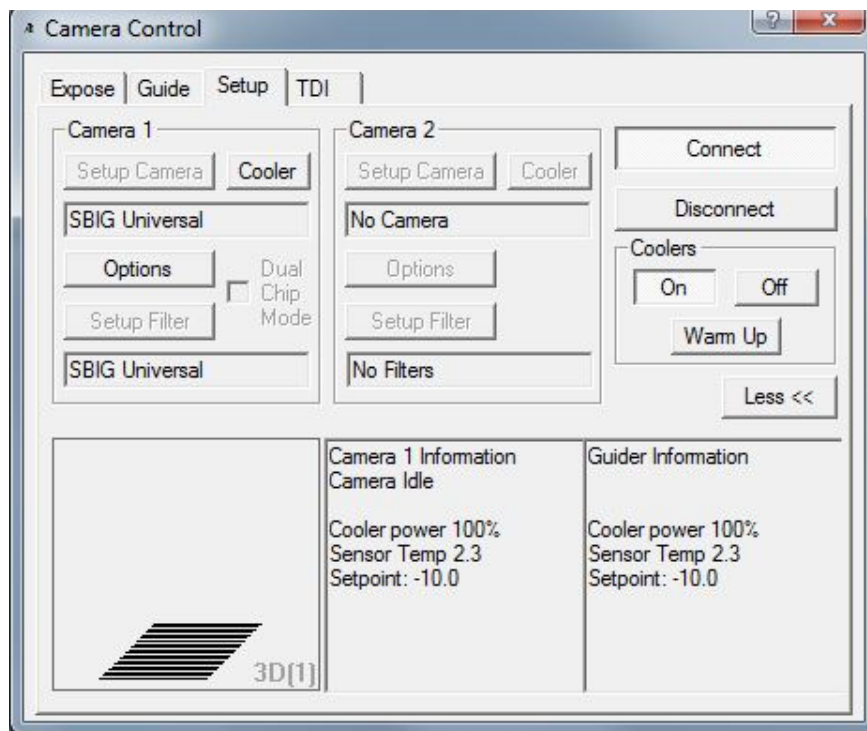 Camera Control
Expose Guide Setup TDI
Camera 1
Setup Camera Cooler
SBIG Universal
Options
Dual
Chip
Mode
Setup Filter
SBIG Universal
Camera 2
Setup Camera Cooler
No Camera
Options
Setup Filter
No Filters
Connect
Disconnect
Coolers
On Off
Warm Up
Less <<
3D(1)
Camera 1 Information
Camera Idle
Cooler power 100%
Sensor Temp 2.3
Setpoint: -10.0
Guider Information
Cooler power 100%
Sensor Temp 2.3
Setpoint: -10.0